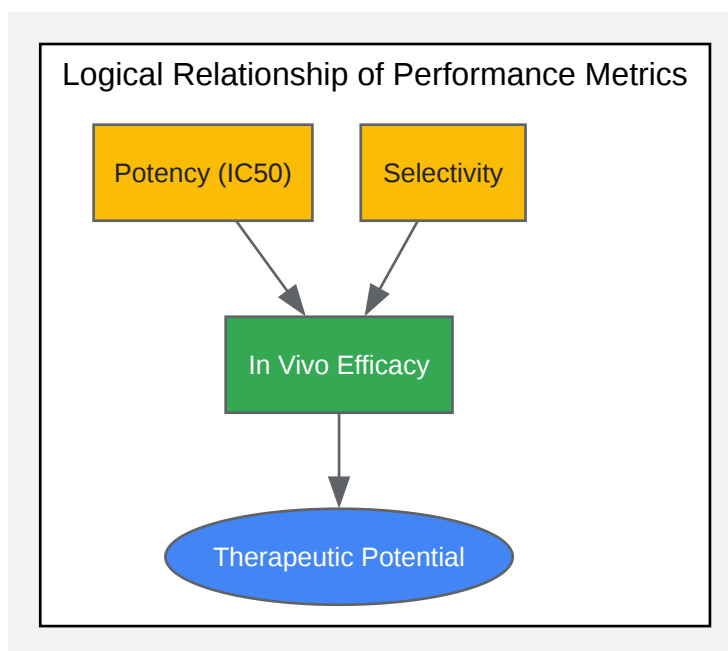 Logical Relationship of Performance Metrics
Potency (IC50)
Selectivity
In Vivo Efficacy
Therapeutic Potential